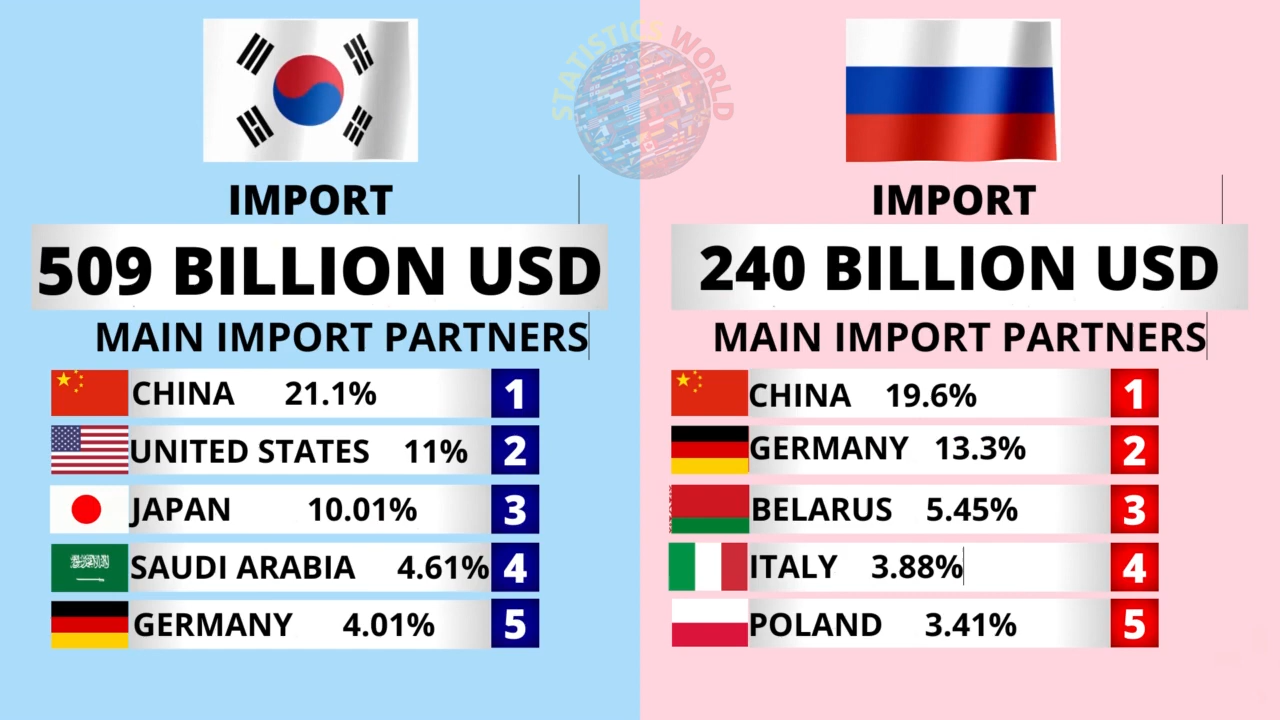 STATISTICS WORLD
IMPORT
509 BILLION USD
MAIN IMPORT PARTNERS
CHINA 21.1% 1
UNITED STATES 11% 2
JAPAN 10.01% 3
SAUDI ARABIA 4.61% 4
GERMANY 4.01% 5
IMPORT
240 BILLION USD
MAIN IMPORT PARTNERS
CHINA 19.6% 1
GERMANY 13.3% 2
BELARUS 5.45% 3
ITALY 3.88% 4
POLAND 3.41% 5